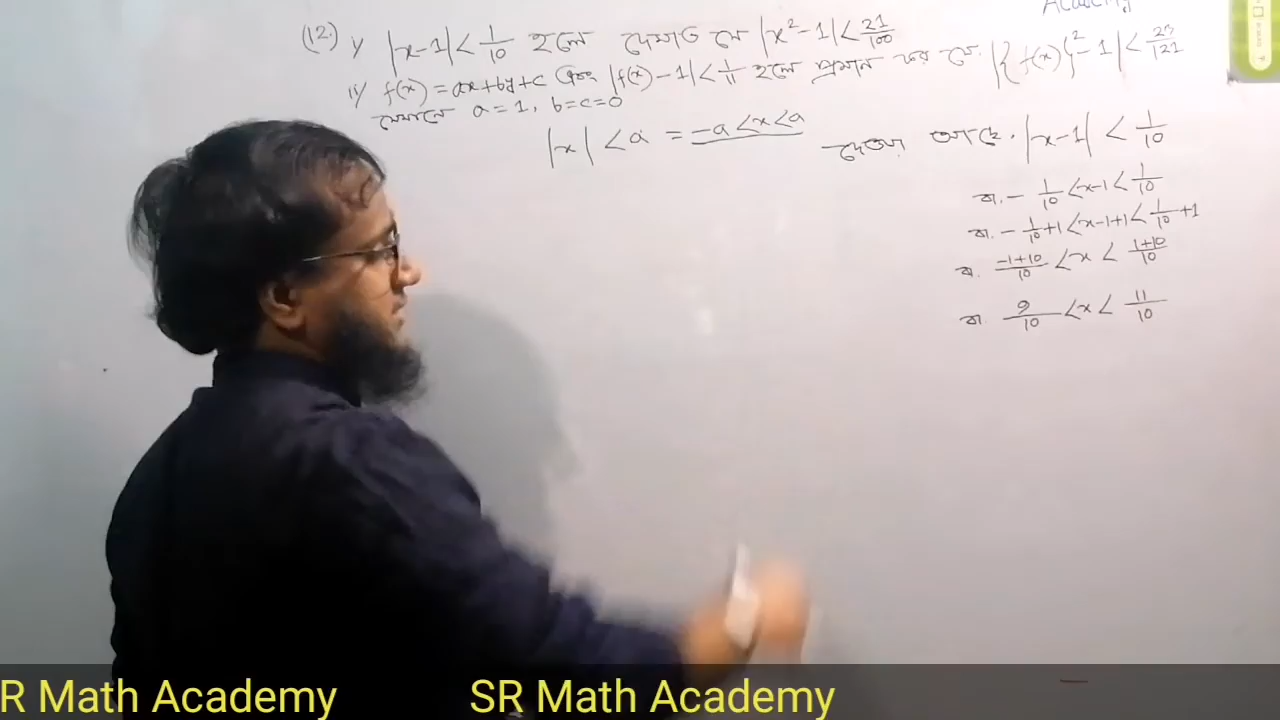 Academy
(12.) i) |x-1| < 1/10 হলে দেখাও যে |x²-1| < 21/100
ii) f(x) = ax+by+c এবং |f(x)-1| < 1/11 হলে প্রমান কর যে. |{f(x)}²-1| < 23/121
যেখানে a=1, b=c=0
|x| < a = -a<x<a
দেওয়া আছে. |x-1| < 1/10
বা. - 1/10 <x-1< 1/10
বা. - 1/10+1 <x-1+1< 1/10+1
বা. -1+10/10 <x< 1+10/10
বা. 9/10 <x< 11/10
R Math Academy SR Math Academy